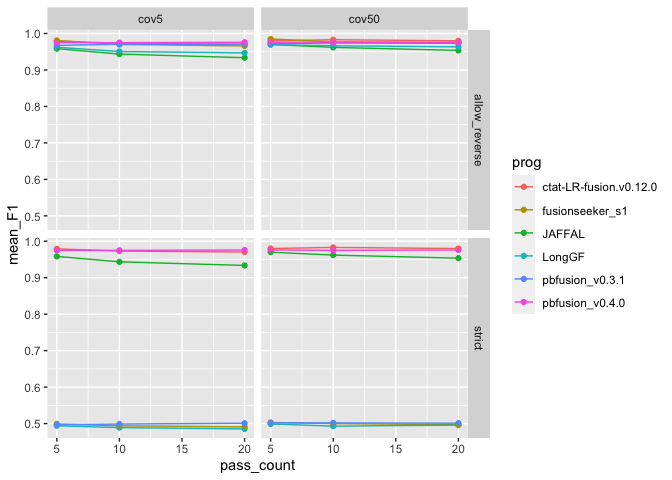 cov5 cov50
1.0
0.9
0.8
0.7
0.6
0.5
allow_reverse
1.0
0.9
0.8
0.7
0.6
0.5
strict
mean_F1
5 10 15 20 5 10 15 20
pass_count
prog
ctat-LR-fusion.v0.12.0
fusionseeker_s1
JAFFAL
LongGF
pbfusion_v0.3.1
pbfusion_v0.4.0